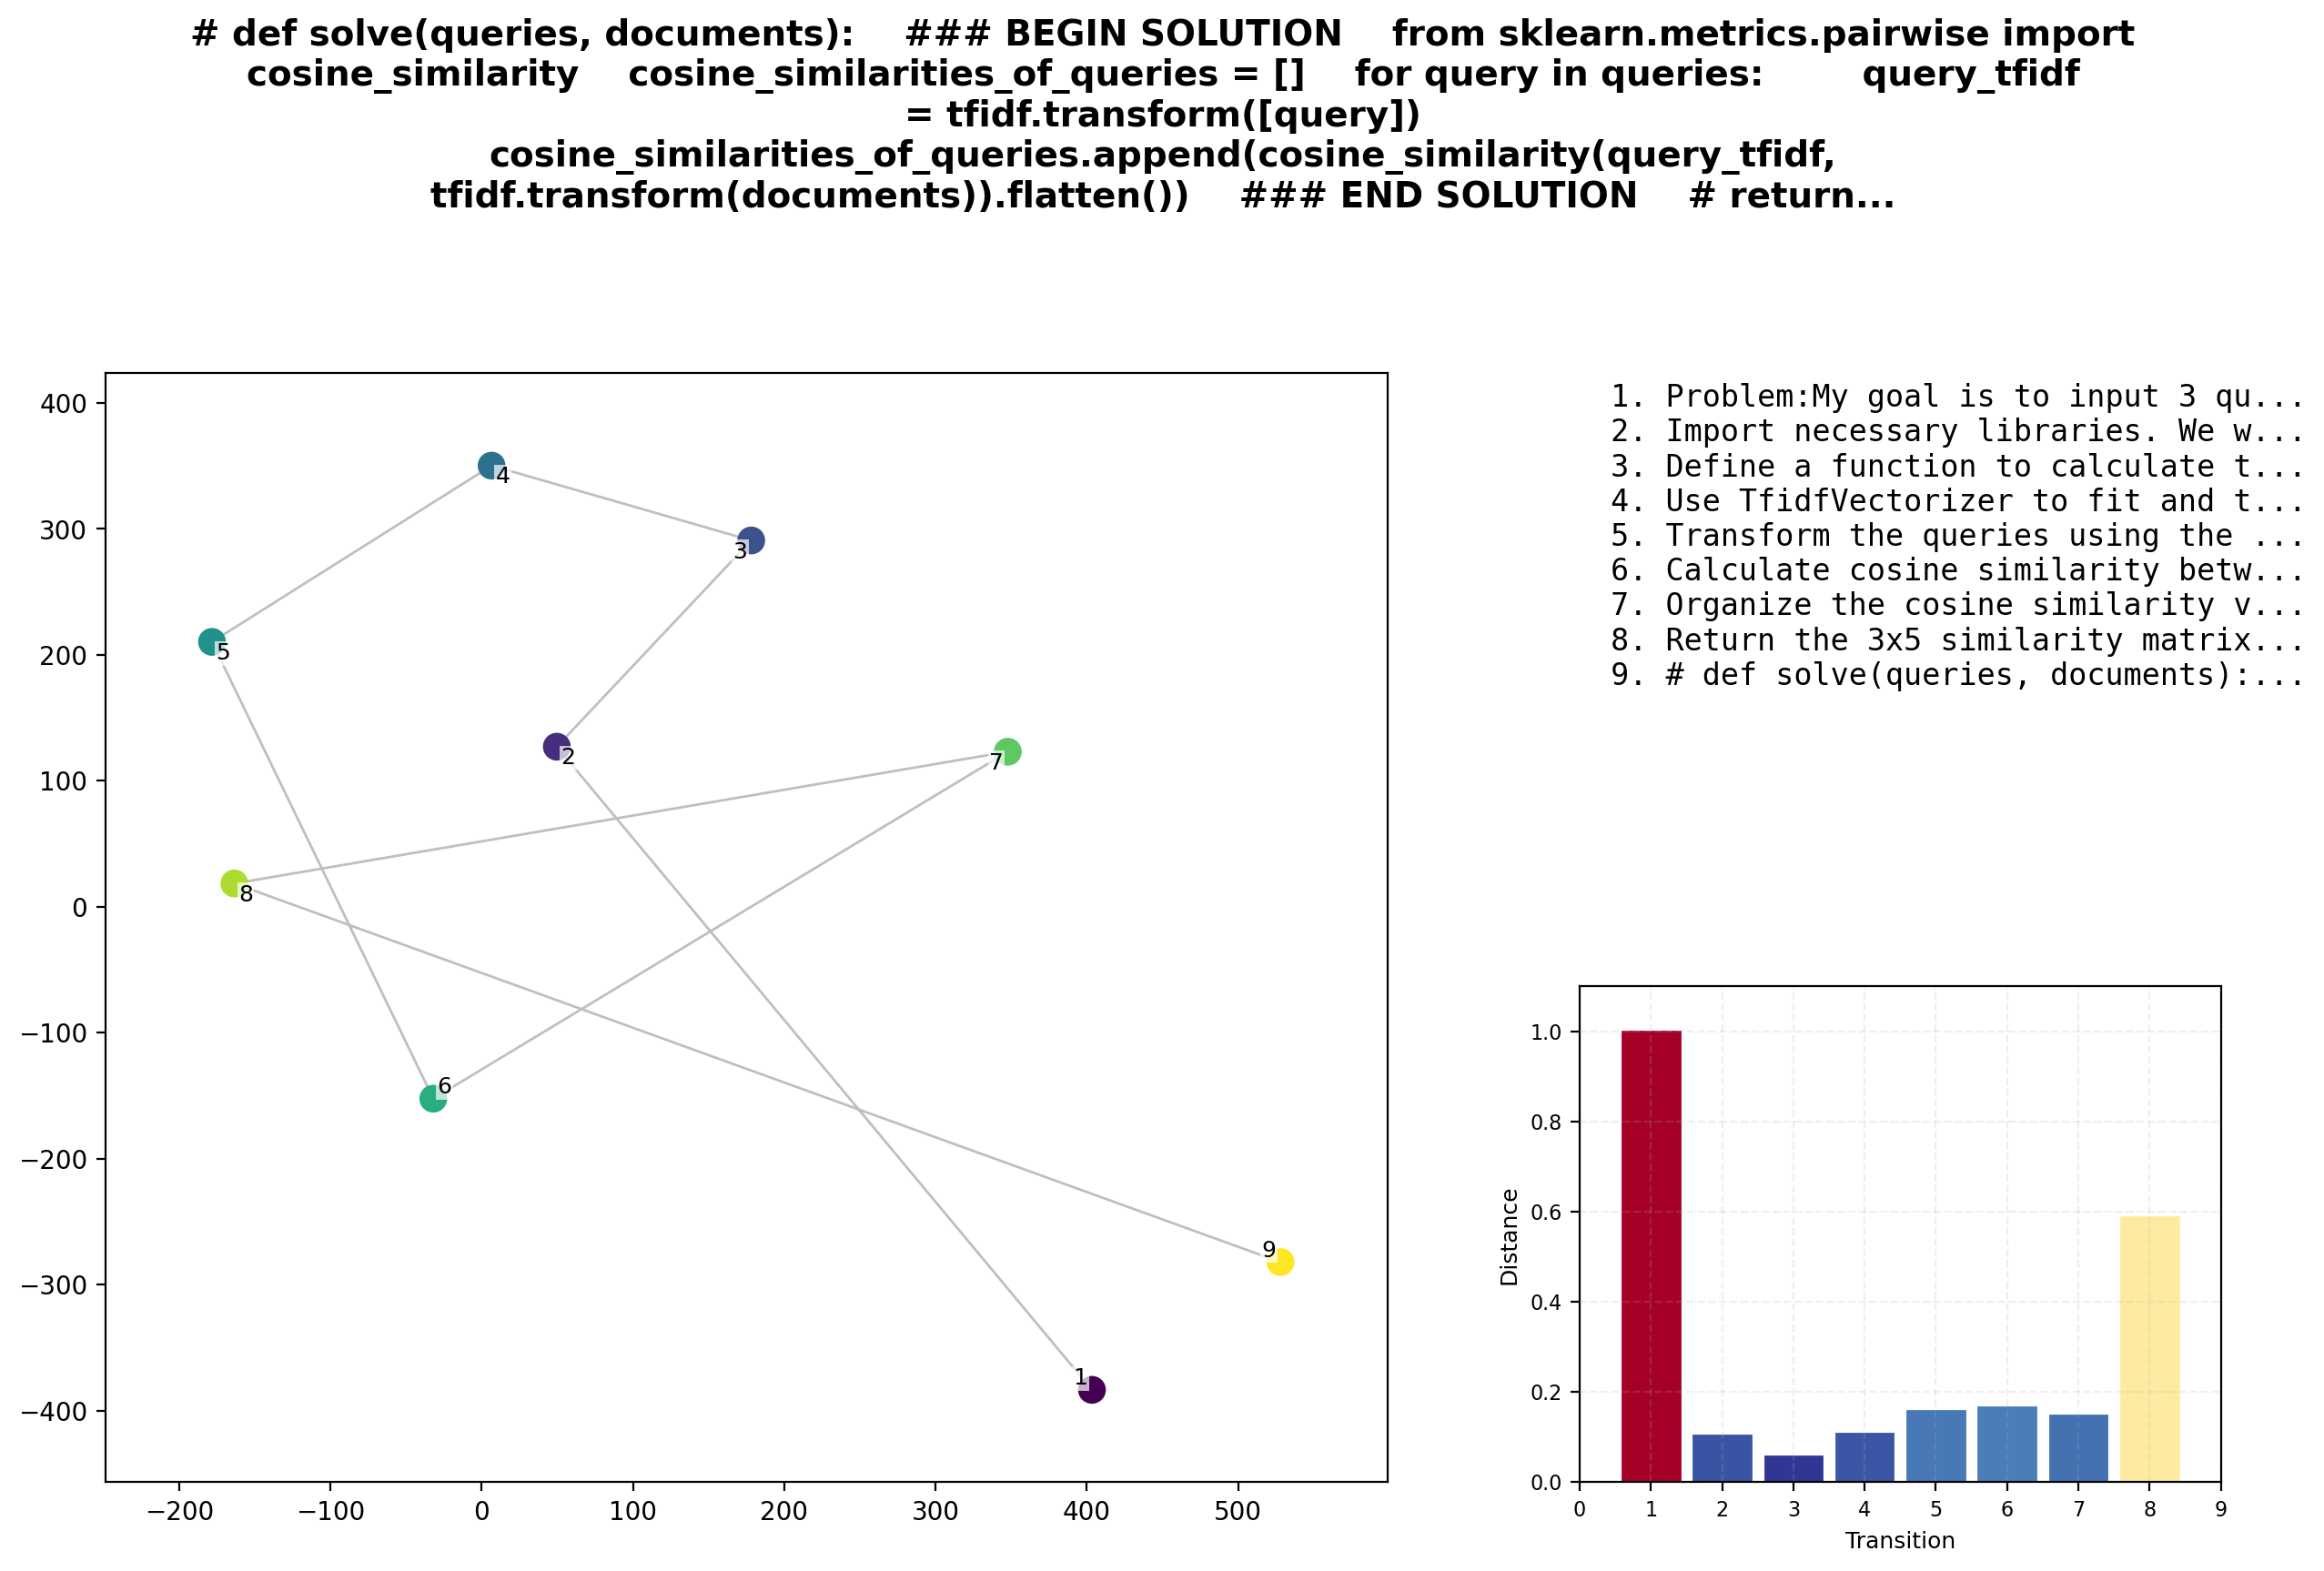 # def solve(queries, documents):    ### BEGIN SOLUTION    from sklearn.metrics.pairwise import
cosine_similarity    cosine_similarities_of_queries = []    for query in queries:        query_tfidf
= tfidf.transform([query])
cosine_similarities_of_queries.append(cosine_similarity(query_tfidf,
tfidf.transform(documents)).flatten())    ### END SOLUTION    # return...
400
300
200
100
0
−100
−200
−300
−400
−200
−100
0
100
200
300
400
500
4
3
5
2
7
8
6
9
1
1. Problem:My goal is to input 3 qu...
2. Import necessary libraries. We w...
3. Define a function to calculate t...
4. Use TfidfVectorizer to fit and t...
5. Transform the queries using the ...
6. Calculate cosine similarity betw...
7. Organize the cosine similarity v...
8. Return the 3x5 similarity matrix...
9. # def solve(queries, documents):...
Distance
1.0
0.8
0.6
0.4
0.2
0.0
0
1
2
3
4
5
6
7
8
9
Transition